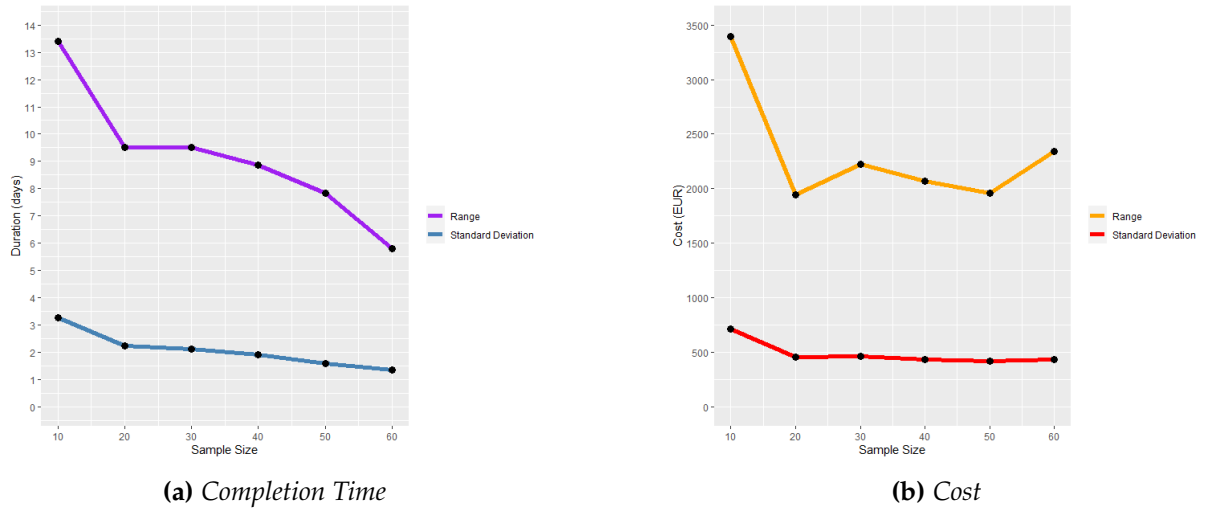 14
13
12
11
10
9
8
7
6
5
4
3
2
1
0
Duration (days)
10 20 30 40 50 60
Sample Size
Range
Standard Deviation
(a) Completion Time
3500
3000
2500
2000
1500
1000
500
0
Cost (EUR)
10 20 30 40 50 60
Sample Size
Range
Standard Deviation
(b) Cost